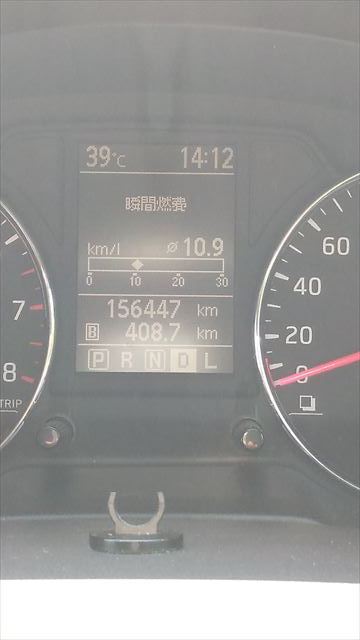 39°C 14:12
瞬間燃費
km/l ⌀ 10.9
0 10 20 30
156447 km
B 408.7 km
P R N D L
7
8
TRIP
60
40
20
0